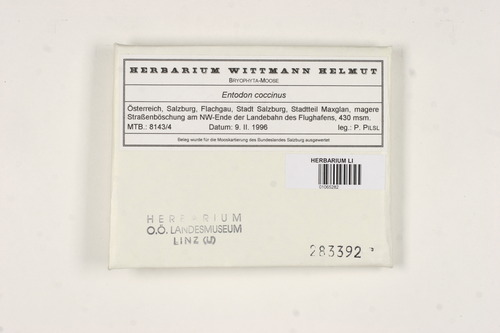 HERBARIUM WITTMANN HELMUT
BRYOPHYTA-MOOSE
Entodon coccinus
Österreich, Salzburg, Flachgau, Stadt Salzburg, Stadtteil Maxglan, magere
Straßenböschung am NW-Ende der Landebahn des Flughafens, 430 msm.
MTB.: 8143/4 Datum: 9. II. 1996 leg.: P. PILSL
Beleg wurde für die Mooskartierung des Bundeslandes Salzburg ausgewertet
HERBARIUM LI
01065282
HERBARIUM
O.Ö. LANDESMUSEUM
LINZ (LI)
283392